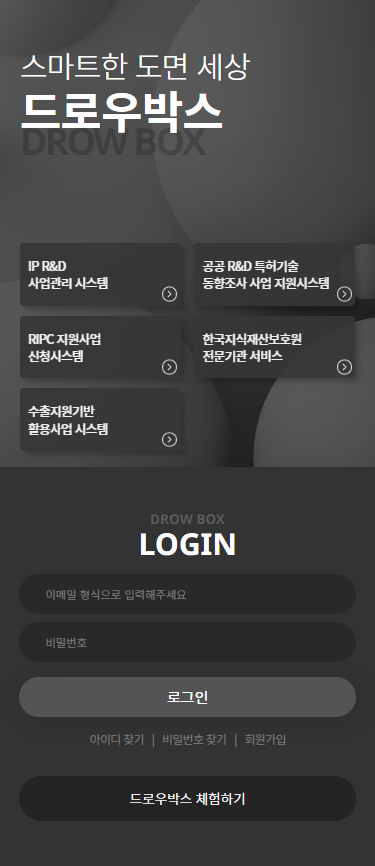 스마트한 도면 세상
드로우박스
DROW BOX
IP R&D
사업관리 시스템
공공 R&D 특허기술
동향조사 사업 지원시스템
RIPC 지원사업
신청시스템
한국지식재산보호원
전문기관 서비스
수출지원기반
활용사업 시스템
DROW BOX
LOGIN
이메일 형식으로 입력해주세요
비밀번호
로그인
아이디 찾기 | 비밀번호 찾기 | 회원가입
드로우박스 체험하기